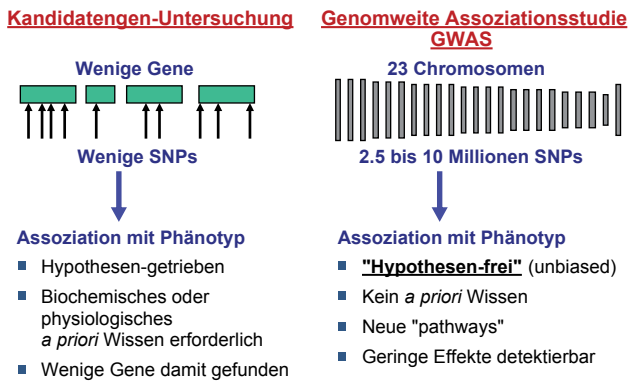 Kandidatengen-Untersuchung
Wenige Gene
Wenige SNPs
Assoziation mit Phänotyp
Hypothesen-getrieben
Biochemisches oder
physiologisches
a priori Wissen erforderlich
Wenige Gene damit gefunden
Genomweite Assoziationsstudie
GWAS
23 Chromosomen
2.5 bis 10 Millionen SNPs
Assoziation mit Phänotyp
"Hypothesen-frei" (unbiased)
Kein a priori Wissen
Neue "pathways"
Geringe Effekte detektierbar